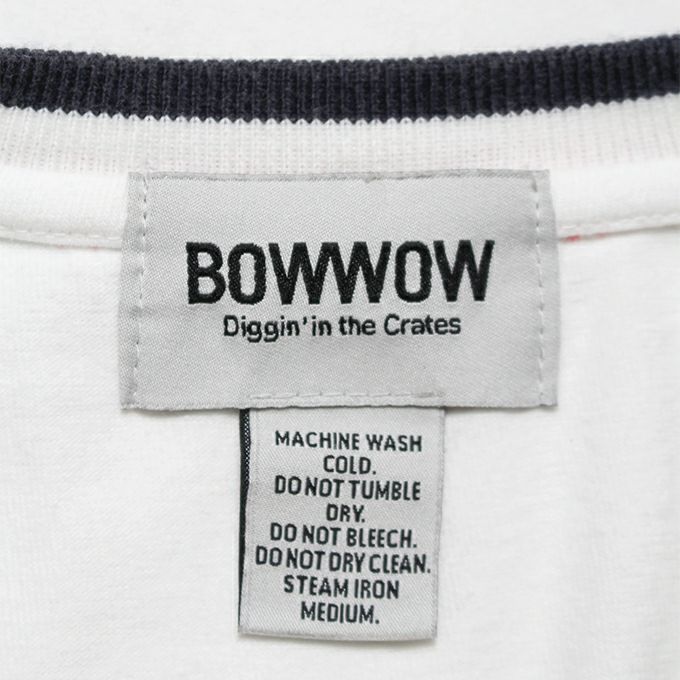 BOWWOW
Diggin' in the Crates
MACHINE WASH
COLD.
DO NOT TUMBLE
DRY.
DO NOT BLEECH.
DO NOT DRY CLEAN.
STEAM IRON
MEDIUM.